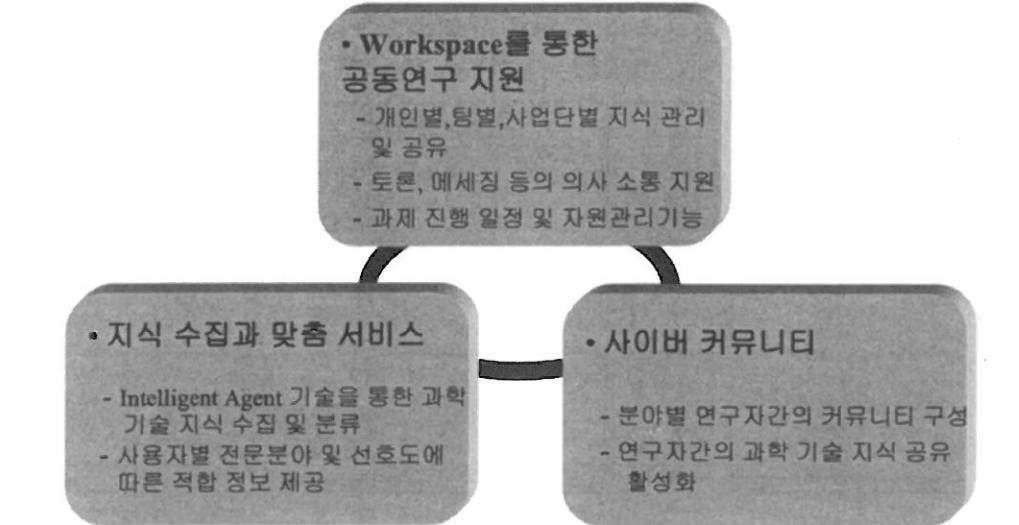 • Workspace를 통한
공동연구 지원
- 개인별,팀별,사업단별 지식 관리
및 공유
- 토론, 메세징 등의 의사 소통 지원
- 과제 진행 일정 및 자원관리기능
• 지식 수집과 맞춤 서비스
- Intelligent Agent 기술을 통한 과학
기술 지식 수집 및 분류
- 사용자별 전문분야 및 선호도에
따른 적합 정보 제공
• 사이버 커뮤니티
- 분야별 연구자간의 커뮤니티 구성
- 연구자간의 과학 기술 지식 공유
활성화